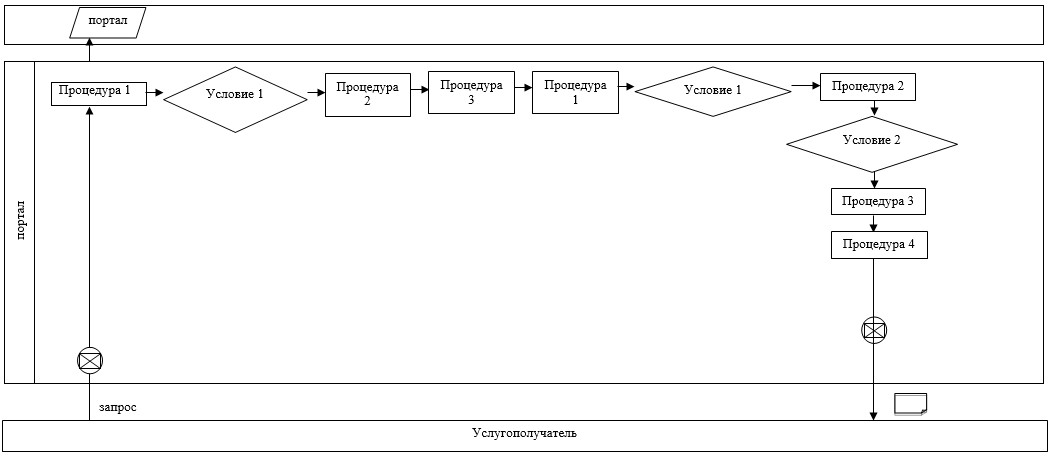 портал
портал
Процедура 1
Условие 1
Процедура
2
Процедура
3
Процедура
1
Условие 1
Процедура 2
Условие 2
Процедура 3
Процедура 4
запрос
Услугополучатель